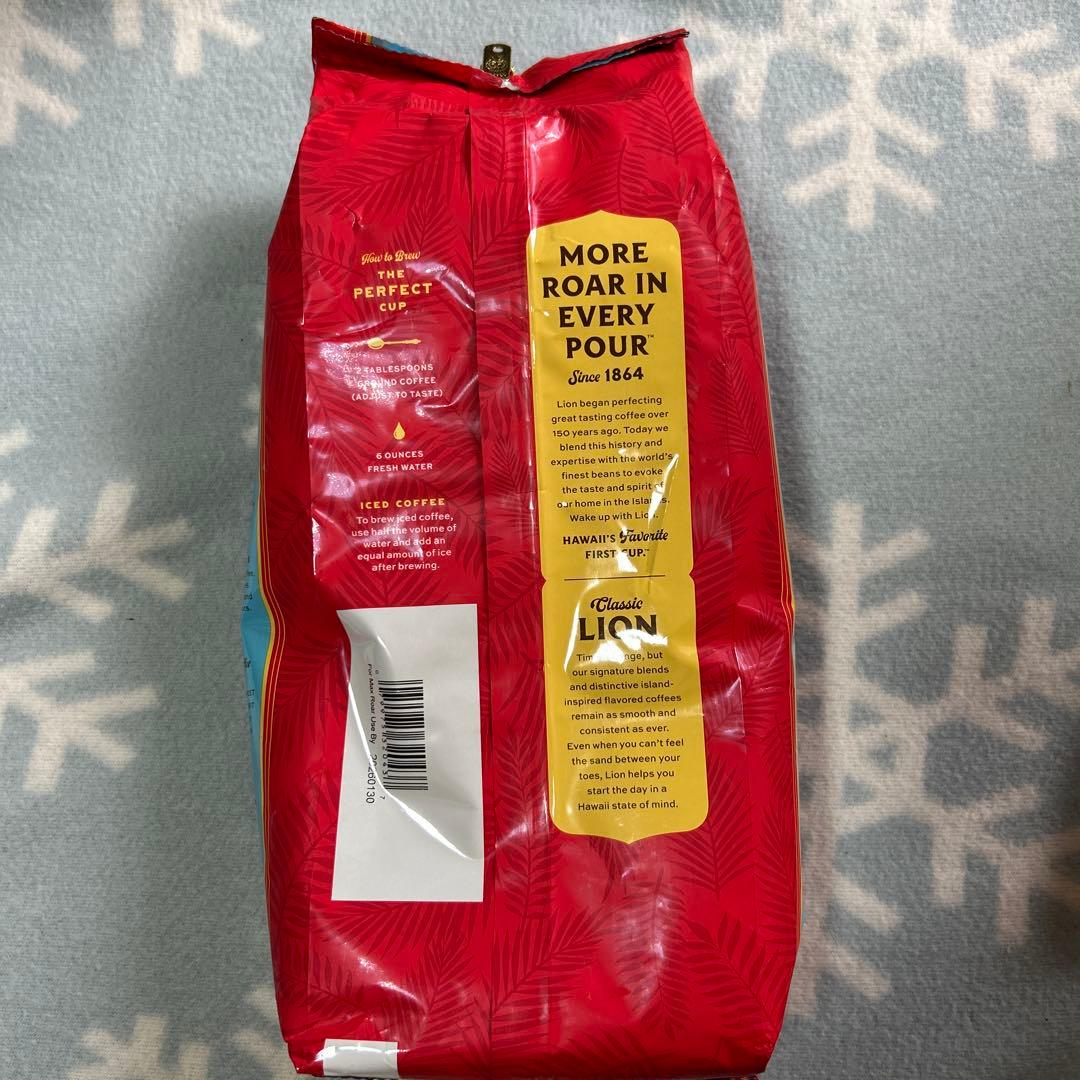 How to Brew
THE
PERFECT
CUP
2 TABLESPOONS
GROUND COFFEE
(ADJUST TO TASTE)
6 OUNCES
FRESH WATER
ICED COFFEE
To brew iced coffee,
use half the volume of
water and add an
equal amount of ice
after brewing.
For Max Roar Use By 20260130
MORE
ROAR IN
EVERY
POUR™
Since 1864
Lion began perfecting
great tasting coffee over
150 years ago. Today we
blend this history and
expertise with the world's
finest beans to evoke
the taste and spirit of
our home in the Islands.
Wake up with Lion.
HAWAII'S Favorite
FIRST CUP.™
Classic
LION
Times change, but
our signature blends
and distinctive island-
inspired flavored coffees
remain as smooth and
consistent as ever.
Even when you can't feel
the sand between your
toes, Lion helps you
start the day in a
Hawaii state of mind.